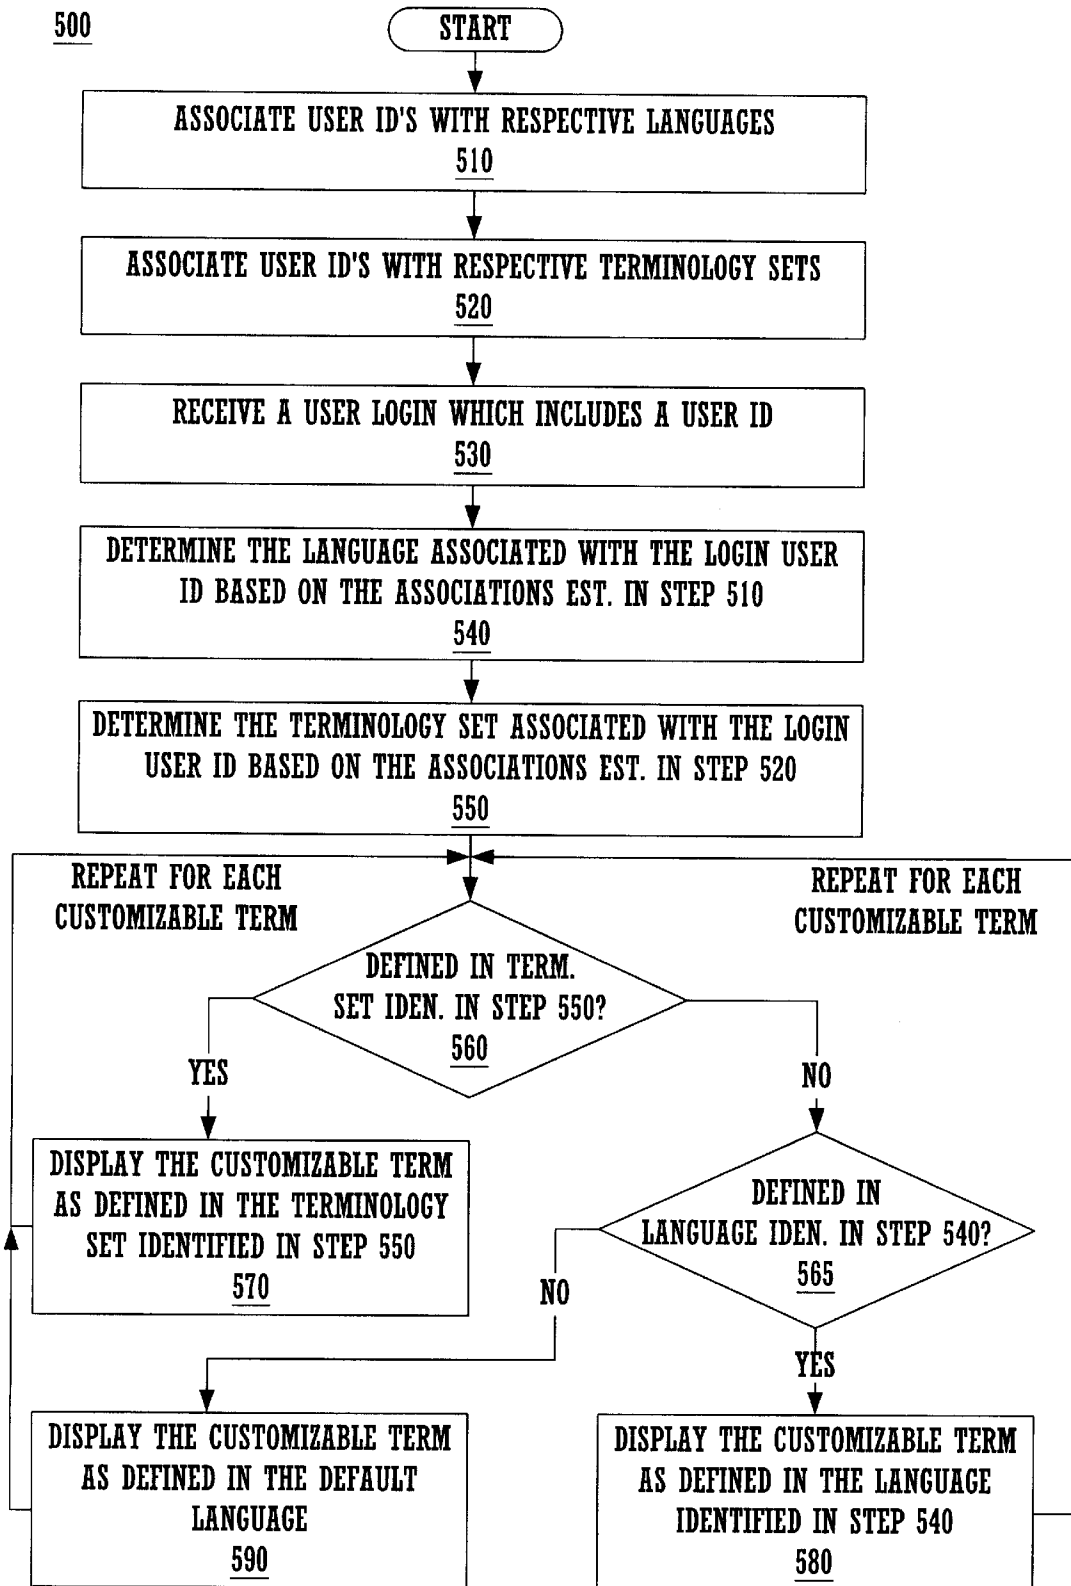 500
START
ASSOCIATE USER ID'S WITH RESPECTIVE LANGUAGES
510
ASSOCIATE USER ID'S WITH RESPECTIVE TERMINOLOGY SETS
520
RECEIVE A USER LOGIN WHICH INCLUDES A USER ID
530
DETERMINE THE LANGUAGE ASSOCIATED WITH THE LOGIN USER
ID BASED ON THE ASSOCIATIONS EST. IN STEP 510
540
DETERMINE THE TERMINOLOGY SET ASSOCIATED WITH THE LOGIN
USER ID BASED ON THE ASSOCIATIONS EST. IN STEP 520
550
REPEAT FOR EACH
CUSTOMIZABLE TERM
REPEAT FOR EACH
CUSTOMIZABLE TERM
DEFINED IN TERM.
SET IDEN. IN STEP 550?
560
YES
NO
DISPLAY THE CUSTOMIZABLE TERM
AS DEFINED IN THE TERMINOLOGY
SET IDENTIFIED IN STEP 550
570
DEFINED IN
LANGUAGE IDEN. IN STEP 540?
565
NO
YES
DISPLAY THE CUSTOMIZABLE TERM
AS DEFINED IN THE DEFAULT
LANGUAGE
590
DISPLAY THE CUSTOMIZABLE TERM
AS DEFINED IN THE LANGUAGE
IDENTIFIED IN STEP 540
580